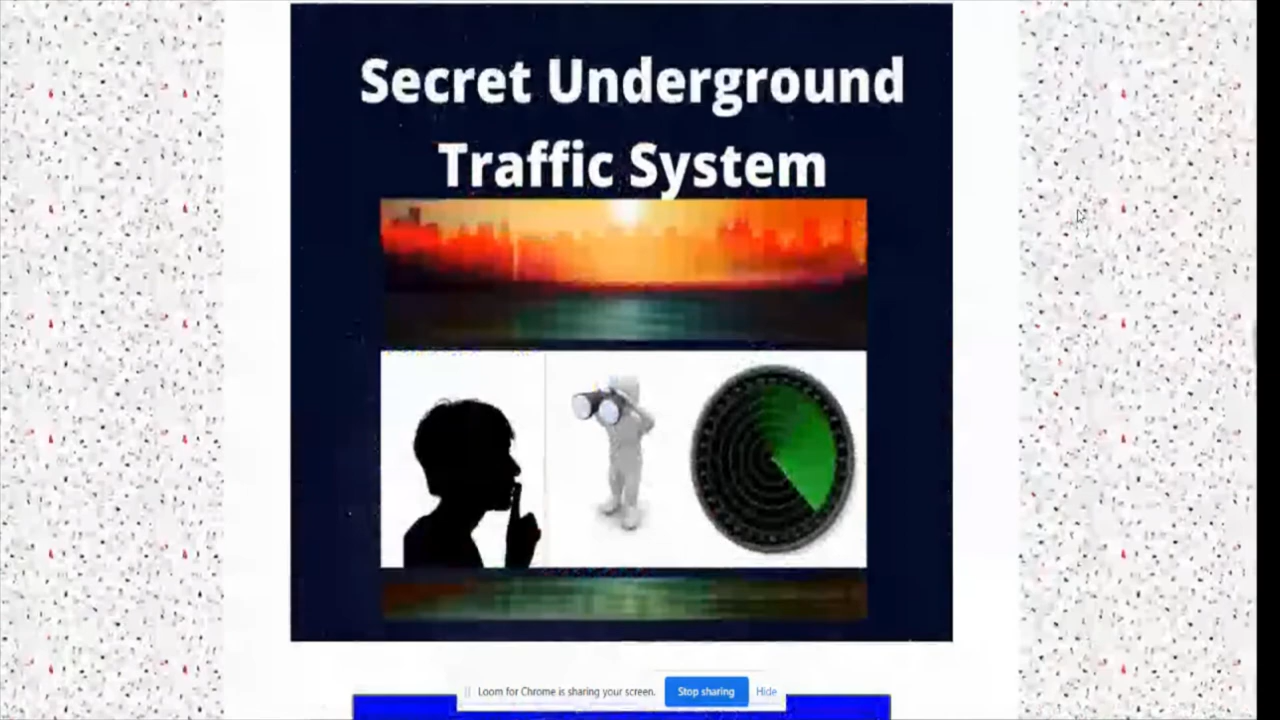 Secret Underground
Traffic System
Loom for Chrome is sharing your screen. Stop sharing Hide